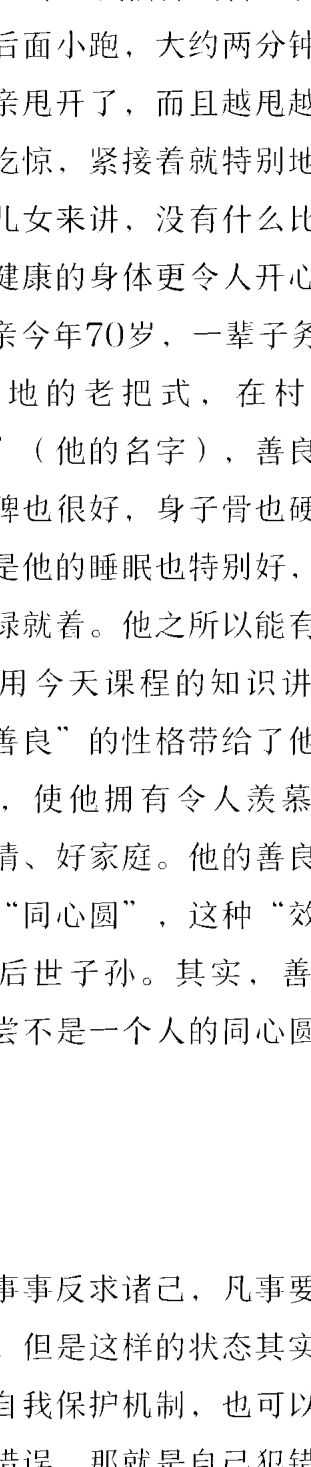 后面小跑，大约两分钟
亲甩开了，而且越甩越
吃惊，紧接着就特别地
儿女来讲，没有什么比
健康的身体更令人开心
亲今年70岁，一辈子务
地的老把式，在村
”（他的名字），善良
脾也很好，身子骨也硬
是他的睡眠也特别好，
就着。他之所以能有
用今天课程的知识讲
善良”的性格带给了他
，使他拥有令人羡慕
情、好家庭。他的善良
“同心圆”，这种“效
后世子孙。其实，善
尝不是一个人的同心圆
事事反求诸己，凡事要
但是这样的状态其实
自我保护机制，也可以
错误，那就是自己犯错